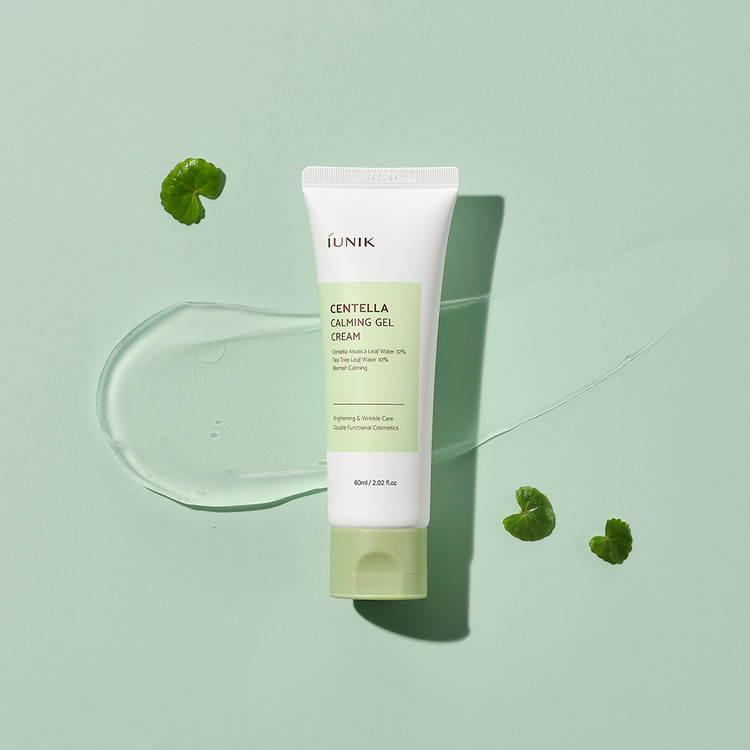 04308Y
iUNIK
CENTELLA
CALMING GEL
CREAM
Centella Asiatica Leaf Water 72%
Tea Tree Leaf Water 10%
Blemish Calming
Brightening & Wrinkle Care
Double Functional Cosmetics
60ml / 2.02 fl.oz